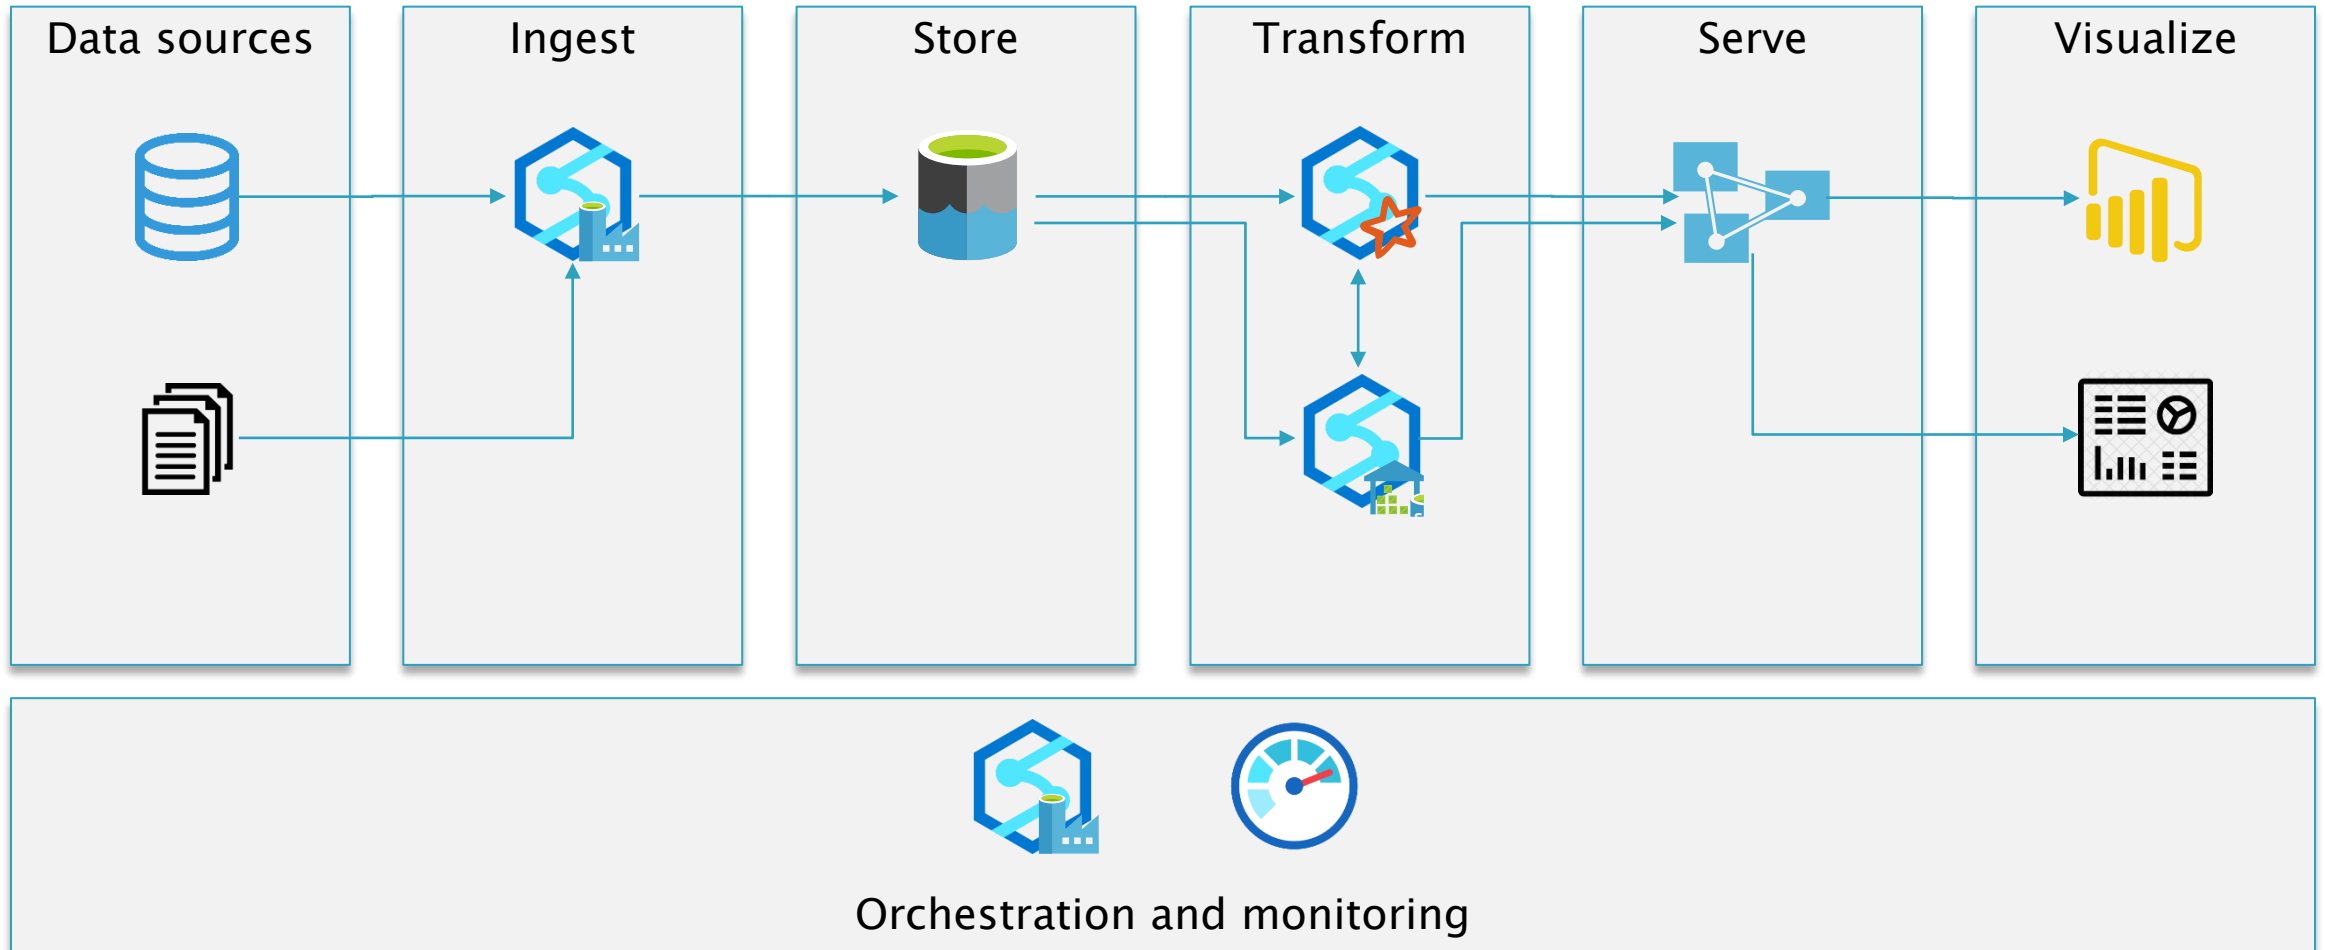 Data sources
Ingest
Store
Transform
Serve
Visualize
Orchestration and monitoring